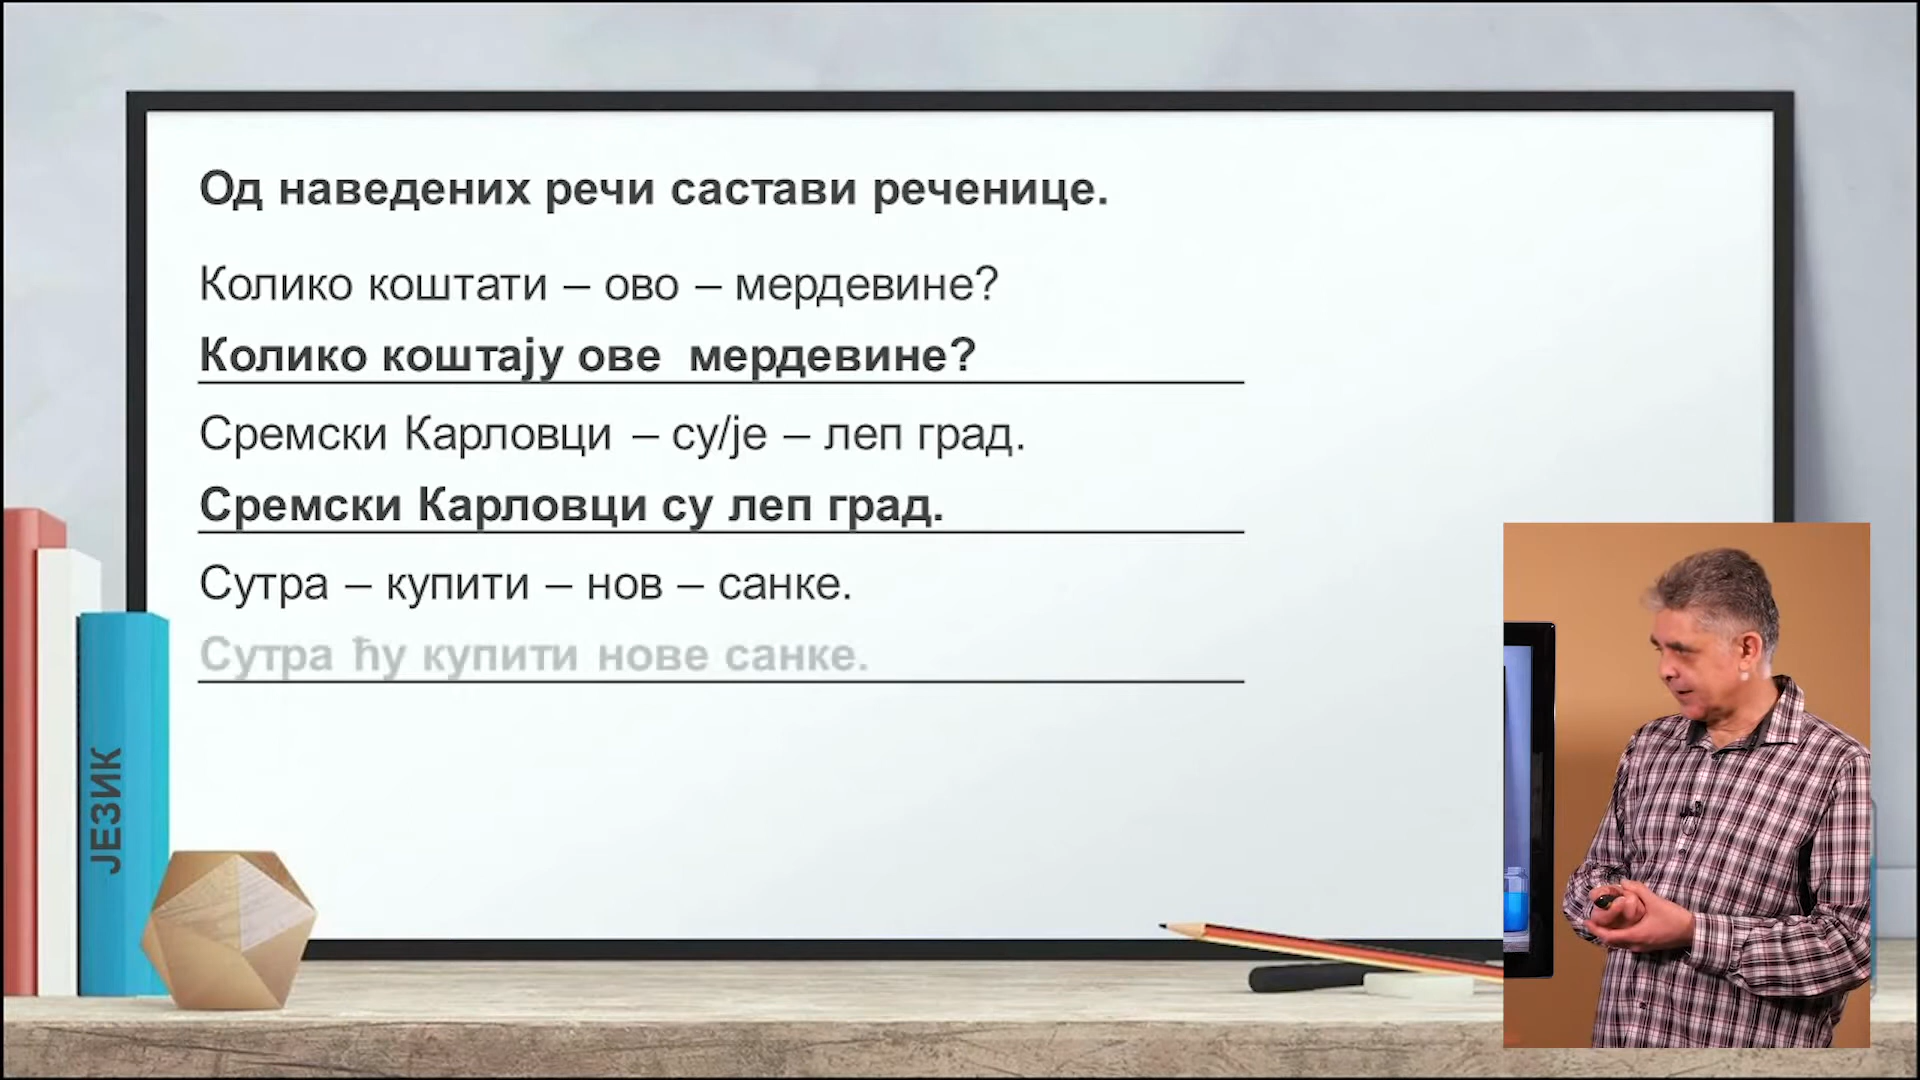 Од наведених речи састави реченице.
Колико коштати – ово – мердевине?
Колико коштају ове  мердевине?
Сремски Карловци – су/је – леп град.
Сремски Карловци су леп град.
Сутра – купити – нов – санке.
Сутра ћу купити нове санке.
ЈЕЗИК